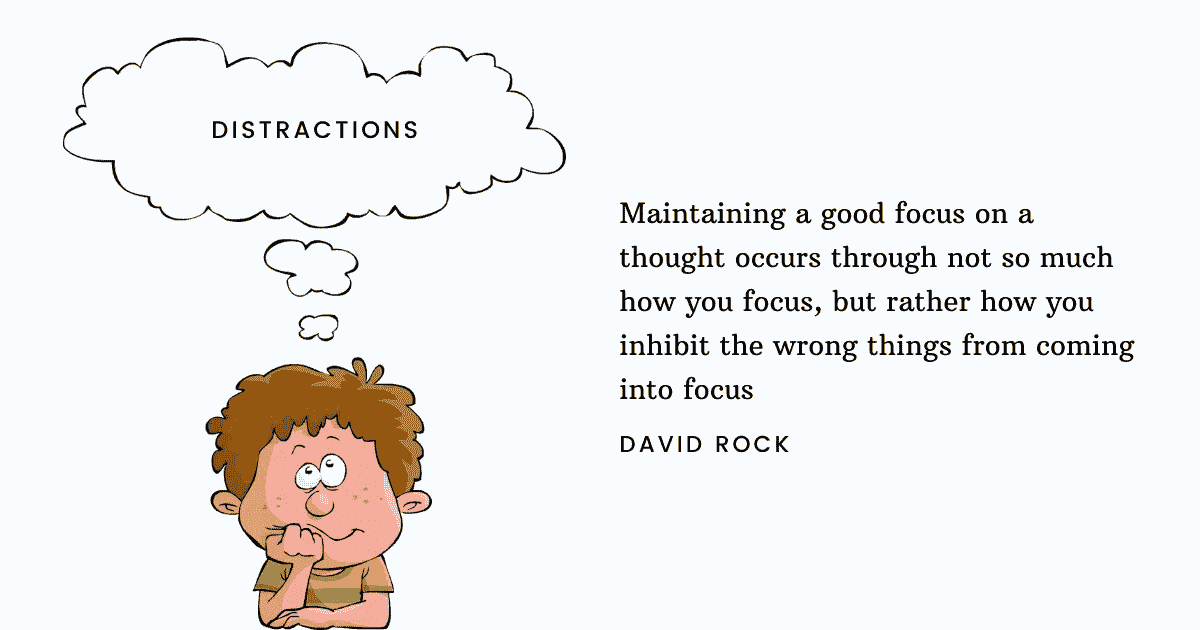 DISTRACTIONS
Maintaining a good focus on a
thought occurs through not so much
how you focus, but rather how you
inhibit the wrong things from coming
into focus
DAVID ROCK